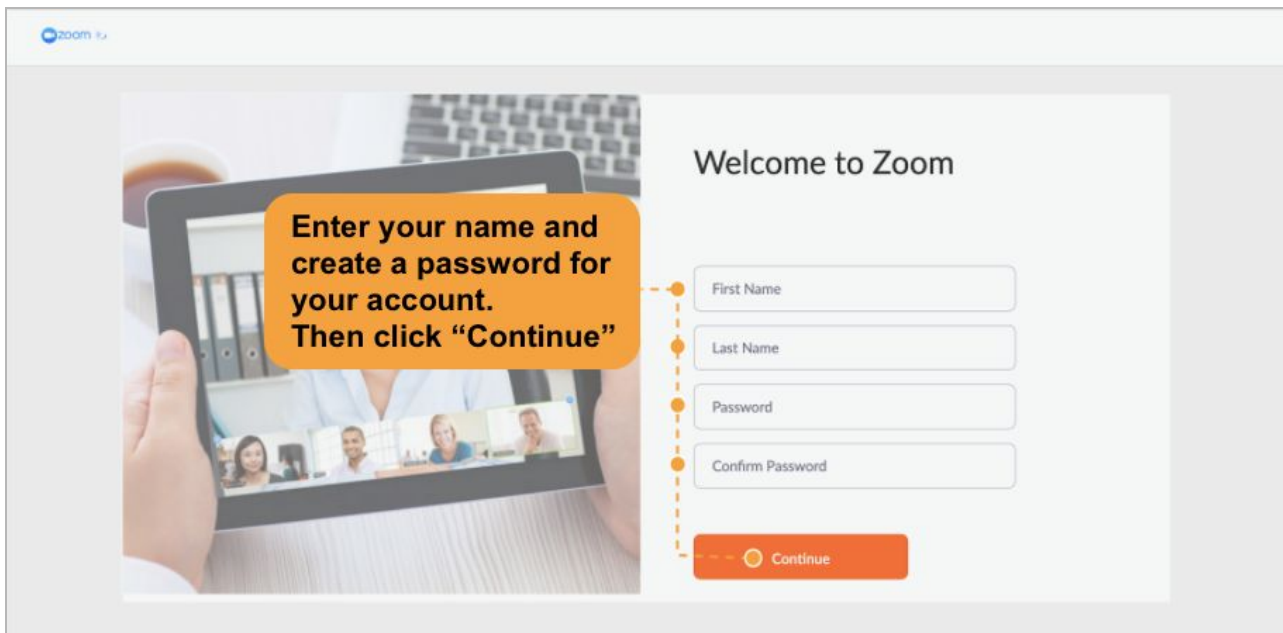 zoom
Welcome to Zoom
Enter your name and
create a password for
your account.
Then click “Continue”
First Name
Last Name
Password
Confirm Password
Continue